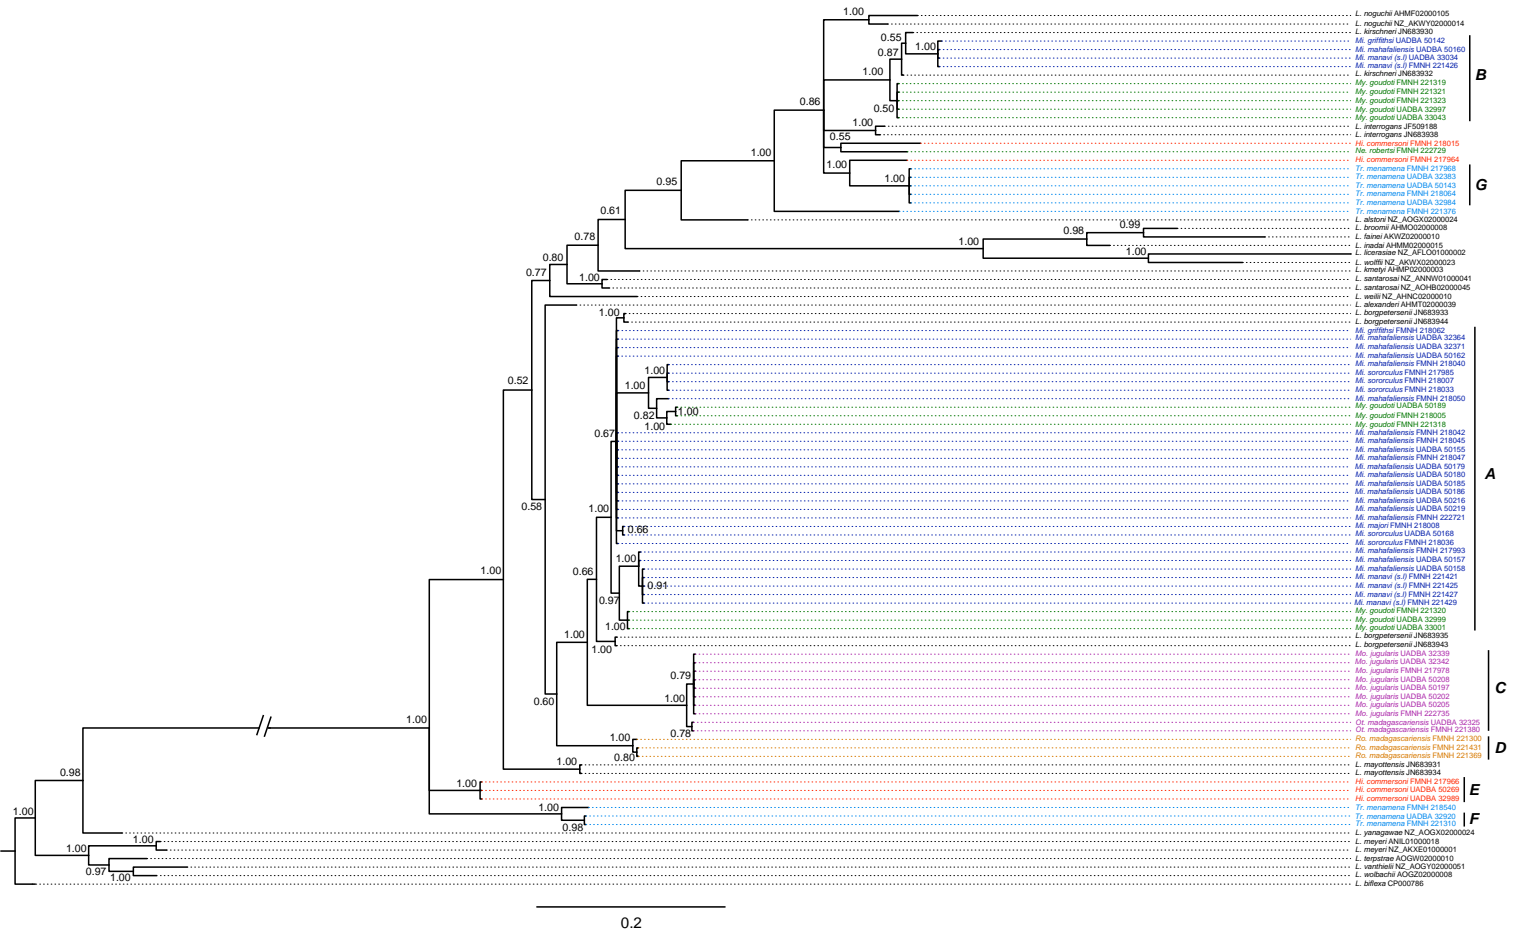 L. noguchii AHMF02000105
L. noguchii NZ_AKWY02000014
L. kirschneri JN683930
Mi. griffithsi UADBA 50142
Mi. mahafaliensis UADBA 50160
Mi. manavi (s.l) UADBA 33034
Mi. manavi (s.l) FMNH 221426
L. kirschneri JN683932
My. goudoti FMNH 221319
My. goudoti FMNH 221321
My. goudoti FMNH 221323
My. goudoti UADBA 32997
My. goudoti UADBA 33043
L. interrogans JF509188
L. interrogans JN683938
Hi. commersoni FMNH 218015
Ne. robertsi FMNH 222729
Hi. commersoni FMNH 217964
Tr. menamena FMNH 217968
Tr. menamena UADBA 32383
Tr. menamena UADBA 50143
Tr. menamena FMNH 218064
Tr. menamena UADBA 32984
Tr. menamena FMNH 221376
L. alstoni NZ_AOGX02000024
L. broomii AHMO02000008
L. fainei AKWZ02000010
L. inadai AHMM02000015
L. licerasiae NZ_AFLO01000002
L. wolffii NZ_AKWX02000023
L. kmetyi AHMP02000003
L. santarosai NZ_ANNW01000041
L. santarosai NZ_AOHB02000045
L. weilii NZ_AHNC02000010
L. alexanderi AHMT02000039
L. borgpetersenii JN683933
L. borgpetersenii JN683944
Mi. griffithsi FMNH 218062
Mi. mahafaliensis UADBA 32364
Mi. mahafaliensis UADBA 32371
Mi. mahafaliensis UADBA 50162
Mi. mahafaliensis FMNH 218040
Mi. sororculus FMNH 217985
Mi. sororculus FMNH 218007
Mi. sororculus FMNH 218033
Mi. mahafaliensis FMNH 218050
My. goudoti UADBA 50189
My. goudoti FMNH 218005
My. goudoti FMNH 221318
Mi. mahafaliensis FMNH 218042
Mi. mahafaliensis FMNH 218045
Mi. mahafaliensis UADBA 50155
Mi. mahafaliensis FMNH 218047
Mi. mahafaliensis UADBA 50179
Mi. mahafaliensis UADBA 50180
Mi. mahafaliensis UADBA 50185
Mi. mahafaliensis UADBA 50186
Mi. mahafaliensis UADBA 50216
Mi. mahafaliensis UADBA 50219
Mi. mahafaliensis FMNH 222721
Mi. majori FMNH 218008
Mi. sororculus UADBA 50168
Mi. sororculus FMNH 218036
Mi. mahafaliensis FMNH 217993
Mi. mahafaliensis UADBA 50157
Mi. mahafaliensis UADBA 50158
Mi. manavi (s.l) FMNH 221421
Mi. manavi (s.l) FMNH 221425
Mi. manavi (s.l) FMNH 221427
Mi. manavi (s.l) FMNH 221429
My. goudoti FMNH 221320
My. goudoti UADBA 32999
My. goudoti UADBA 33001
L. borgpetersenii JN683935
L. borgpetersenii JN683943
Mo. jugularis UADBA 32339
Mo. jugularis UADBA 32342
Mo. jugularis FMNH 217978
Mo. jugularis UADBA 50208
Mo. jugularis UADBA 50197
Mo. jugularis UADBA 50202
Mo. jugularis UADBA 50205
Mo. jugularis FMNH 222735
Ot. madagascariensis UADBA 32325
Ot. madagascariensis FMNH 221380
Ro. madagascariensis FMNH 221300
Ro. madagascariensis FMNH 221431
Ro. madagascariensis FMNH 221369
L. mayottensis JN683931
L. mayottensis JN683934
Hi. commersoni FMNH 217966
Hi. commersoni UADBA 50269
Hi. commersoni UADBA 32989
Tr. menamena FMNH 218540
Tr. menamena UADBA 32920
Tr. menamena FMNH 221310
L. yanagawae NZ_AOGX02000024
L. meyeri ANIL01000018
L. meyeri NZ_AKXE01000001
L. terpstrae AOGW02000010
L. vanthielii NZ_AOGY02000051
L. wolbachii AOGZ02000008
L. biflexa CP000786
B
G
A
C
D
E
F
1.00
0.55
1.00
0.87
1.00
0.50
0.86
1.00
0.55
1.00
1.00
1.00
0.95
0.61
0.99
0.98
1.00
1.00
0.78
0.80
1.00
0.77
1.00
0.52
1.00
1.00
0.82
1.00
1.00
0.67
0.58
1.00
0.66
1.00
0.91
0.97
1.00
0.66
1.00
1.00
1.00
0.79
1.00
0.78
0.60
1.00
0.80
1.00
1.00
1.00
1.00
0.98
0.98
1.00
1.00
1.00
0.97
1.00
0.2